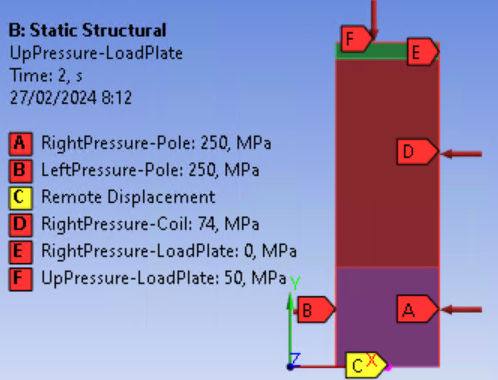 B: Static Structural
UpPressure-LoadPlate
Time: 2, s
27/02/2024 8:12
A RightPressure-Pole: 250, MPa
B LeftPressure-Pole: 250, MPa
C Remote Displacement
D RightPressure-Coil: 74, MPa
E RightPressure-LoadPlate: 0, MPa
F UpPressure-LoadPlate: 50, MPa
F
E
D
Y
B
A
Z
C
X